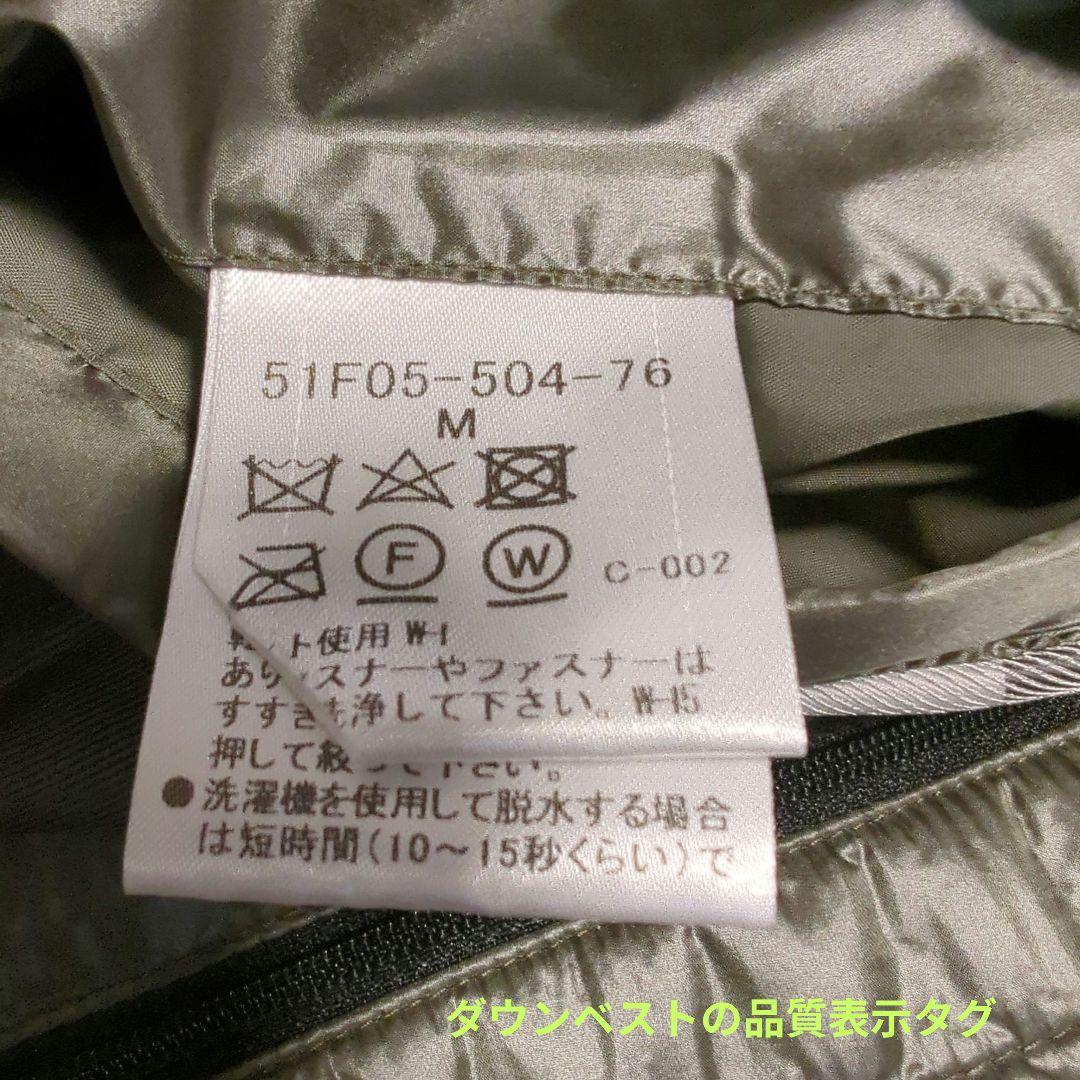 51F05-504-76
M
F W C-002
ト使用 W-1
スナーやファスナーは
浄して下さい。W-15
押して
●洗濯機を使用して脱水する場合
は短時間(10〜15秒くらい)で
ダウンベストの品質表示タグ